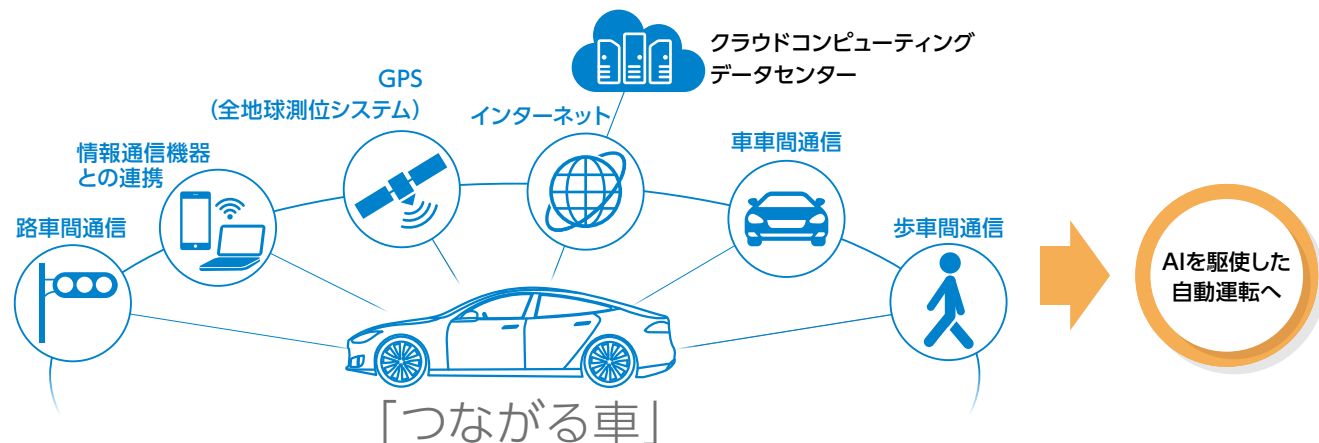 クラウドコンピューティング
データセンター
GPS
（全地球測位システム）
インターネット
情報通信機器
との連携
車車間通信
路車間通信
歩車間通信
AIを駆使した
自動運転へ
「つながる車」